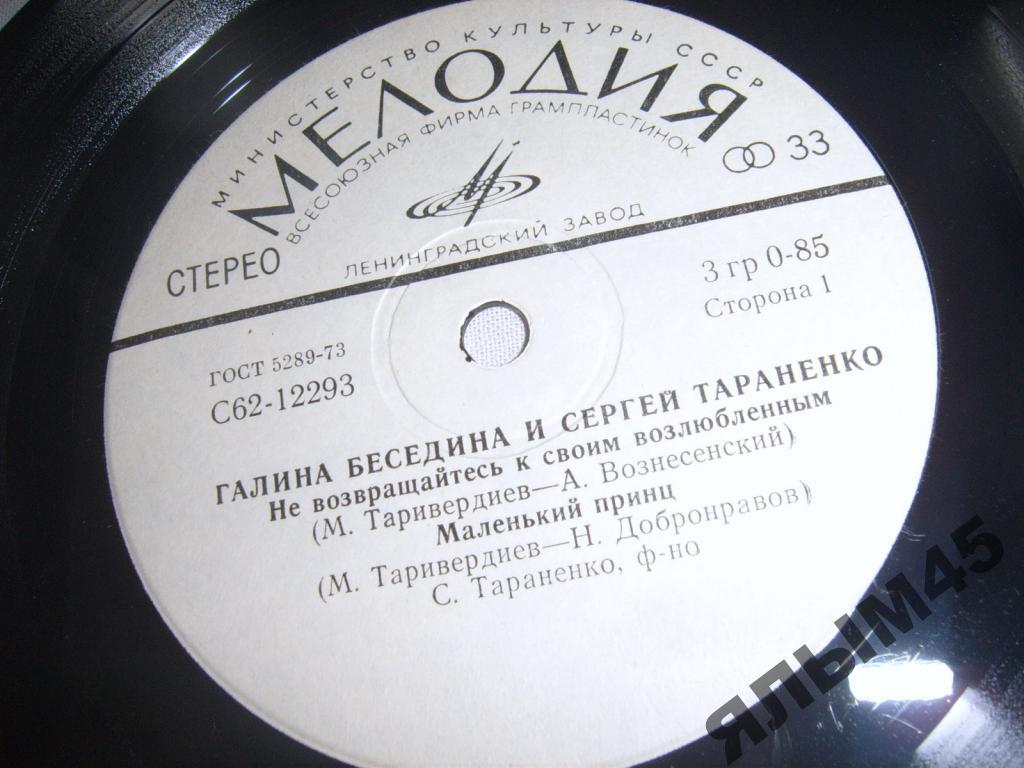 МИНИСТЕРСТВО КУЛЬТУРЫ СССР
МЕЛОДИЯ
ВСЕСОЮЗНАЯ ФИРМА ГРАМПЛАСТИНОК
33
ЛЕНИНГРАДСКИЙ ЗАВОД
СТЕРЕО
3 гр 0-85
Сторона 1
ГОСТ 5289-73
С62-12293
ГАЛИНА БЕСЕДИНА И СЕРГЕЙ ТАРАНЕНКО
Не возвращайтесь к своим возлюбленным
(М. Таривердиев—А. Вознесенский)
Маленький принц
(М. Таривердиев—Н. Добронравов)
С. Тараненко, ф-но
ЯЛЫМ45